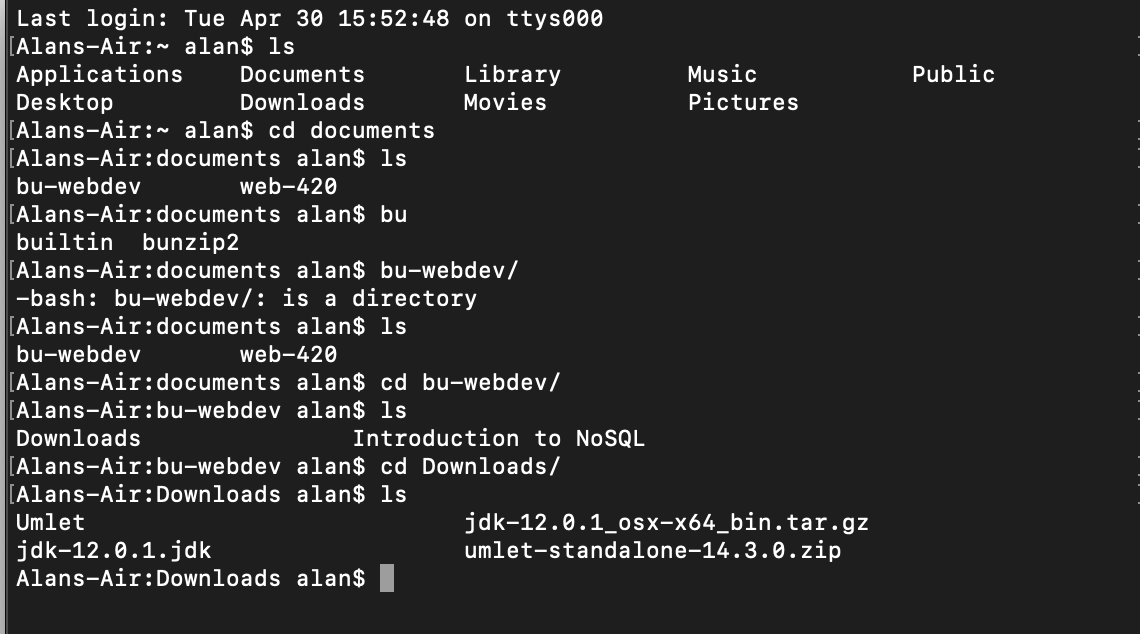 Last login: Tue Apr 30 15:52:48 on ttys000
[Alans-Air:~ alan$ ls
Applications    Documents       Library         Music           Public
Desktop         Downloads       Movies          Pictures
[Alans-Air:~ alan$ cd documents
[Alans-Air:documents alan$ ls
bu-webdev       web-420
[Alans-Air:documents alan$ bu
builtin  bunzip2
[Alans-Air:documents alan$ bu-webdev/
-bash: bu-webdev/: is a directory
[Alans-Air:documents alan$ ls
bu-webdev       web-420
[Alans-Air:documents alan$ cd bu-webdev/
[Alans-Air:bu-webdev alan$ ls
Downloads               Introduction to NoSQL
[Alans-Air:bu-webdev alan$ cd Downloads/
[Alans-Air:Downloads alan$ ls
Umlet                           jdk-12.0.1_osx-x64_bin.tar.gz
jdk-12.0.1.jdk                  umlet-standalone-14.3.0.zip
Alans-Air:Downloads alan$